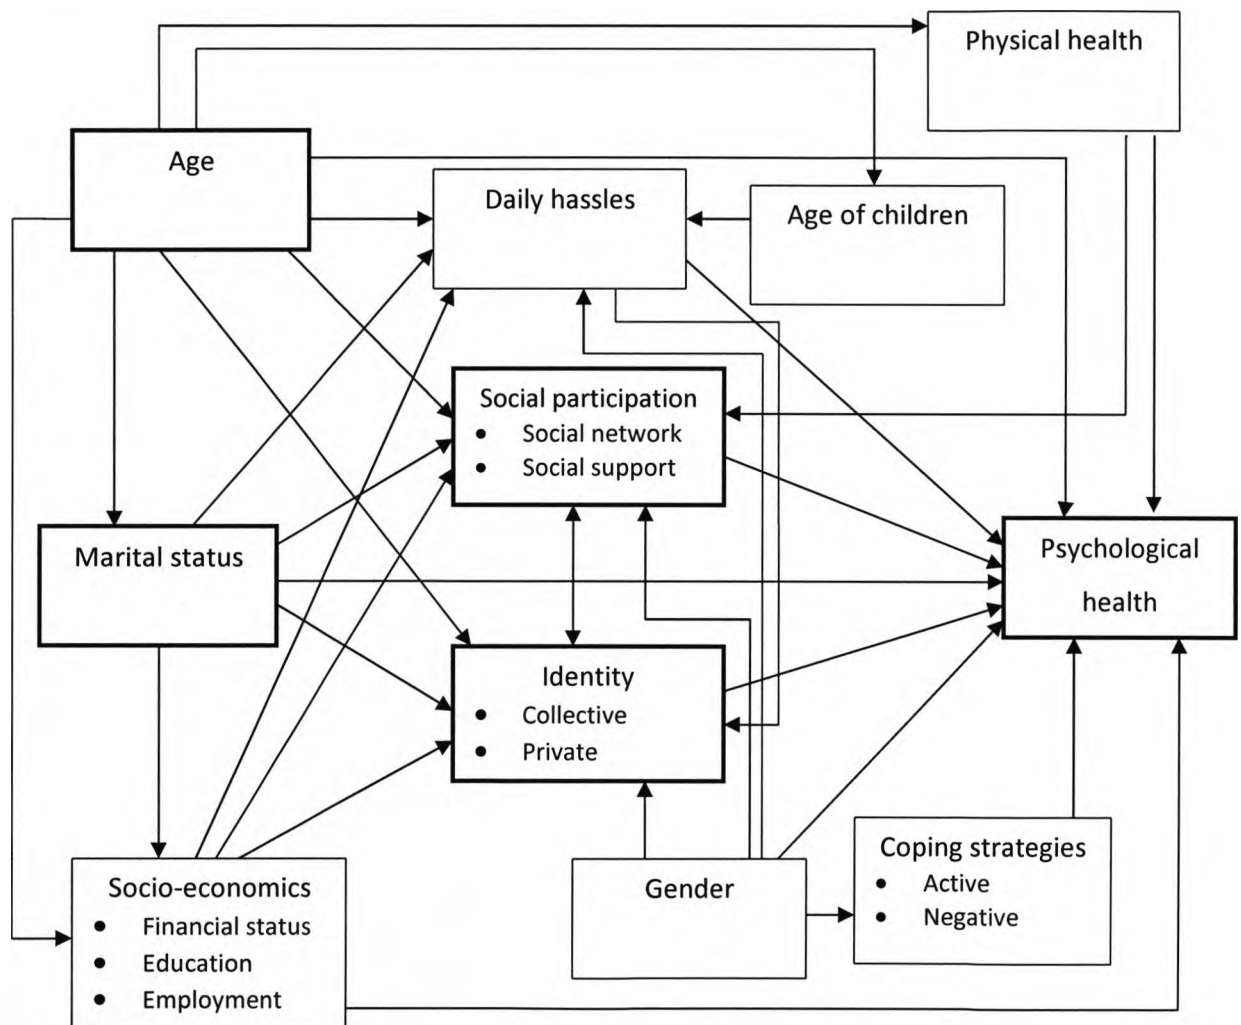 Physical health
Age
Daily hassles
Age of children
Social participation
● Social network
● Social support
Marital status
Psychological
health
Identity
● Collective
● Private
Socio-economics
● Financial status
● Education
● Employment
Gender
Coping strategies
● Active
● Negative